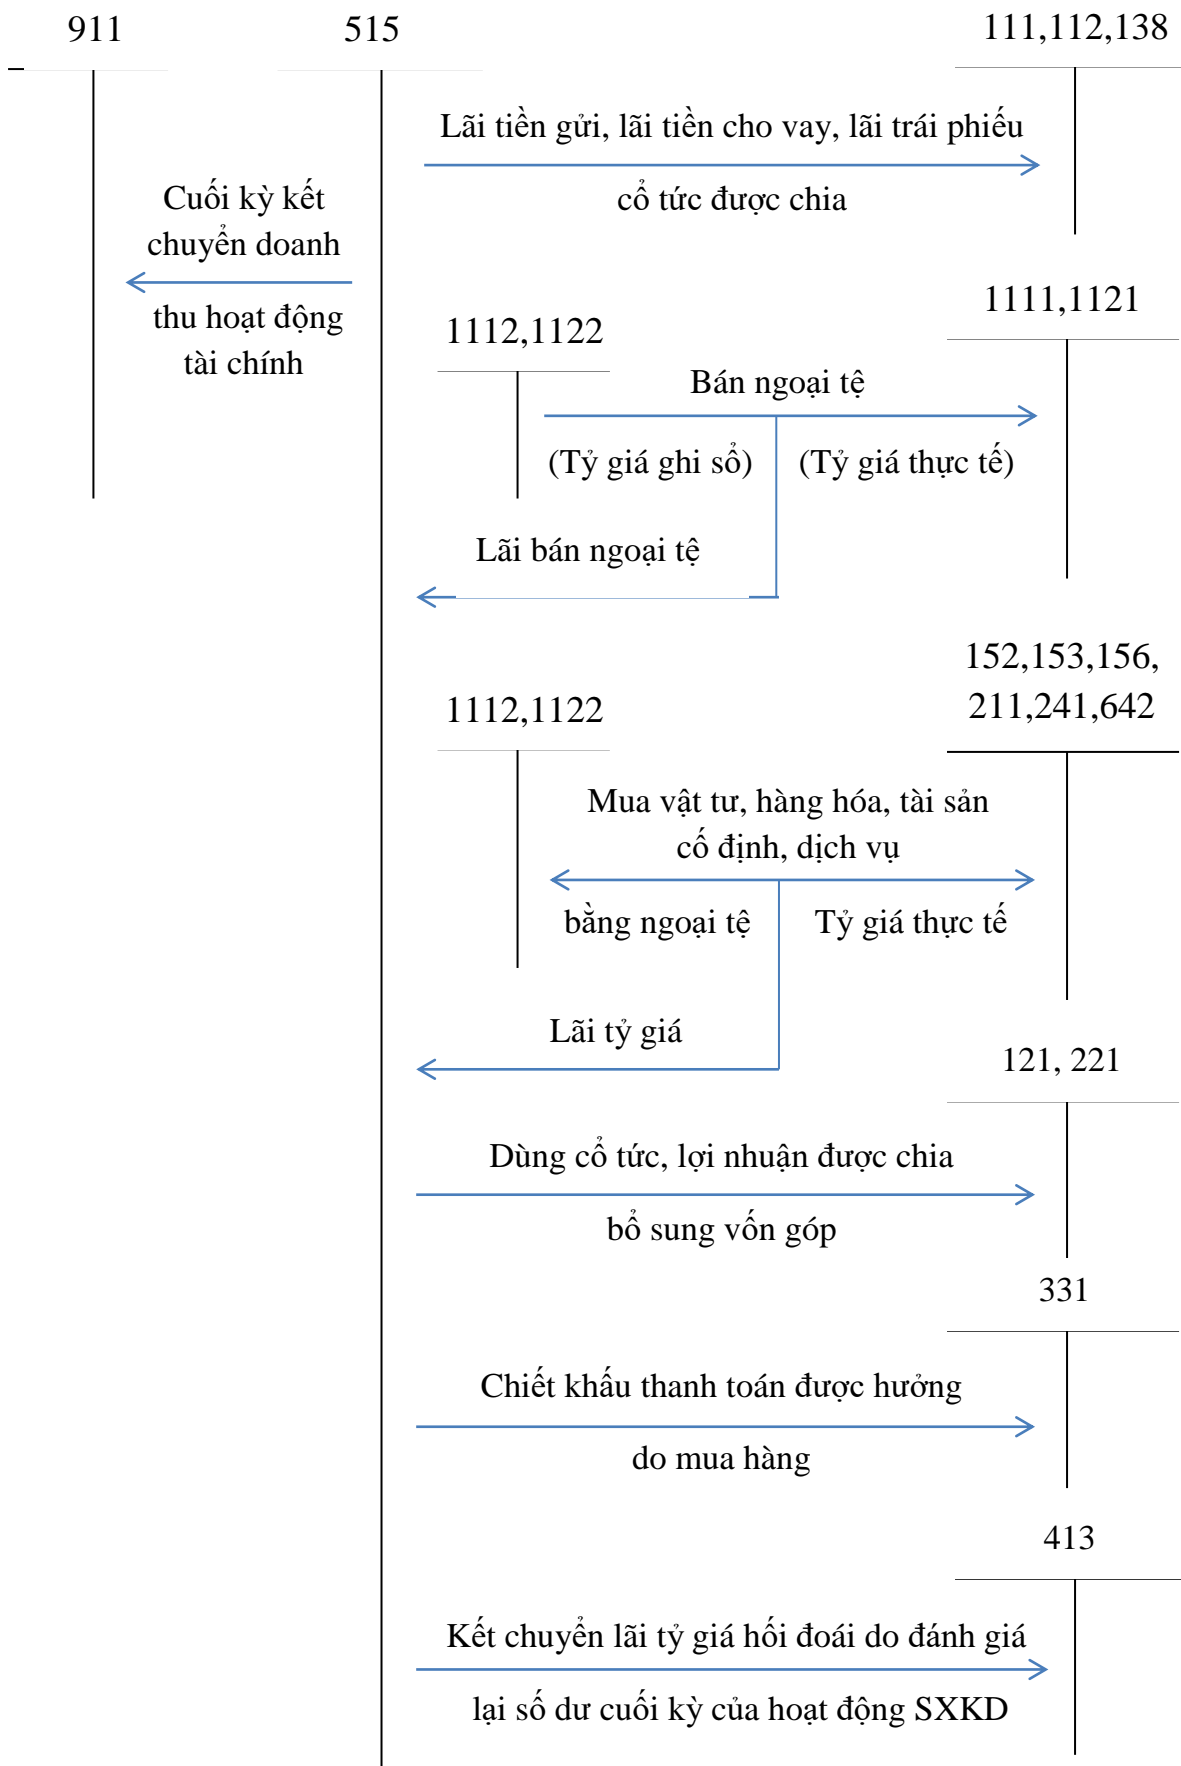 911
515
111,112,138
Lãi tiền gửi, lãi tiền cho vay, lãi trái phiếu
cổ tức được chia
Cuối kỳ kết
chuyển doanh
thu hoạt động
tài chính
1111,1121
1112,1122
Bán ngoại tệ
(Tỷ giá ghi sổ)
(Tỷ giá thực tế)
Lãi bán ngoại tệ
152,153,156,
211,241,642
1112,1122
Mua vật tư, hàng hóa, tài sản
cố định, dịch vụ
bằng ngoại tệ
Tỷ giá thực tế
Lãi tỷ giá
121, 221
Dùng cổ tức, lợi nhuận được chia
bổ sung vốn góp
331
Chiết khấu thanh toán được hưởng
do mua hàng
413
Kết chuyển lãi tỷ giá hối đoái do đánh giá
lại số dư cuối kỳ của hoạt động SXKD